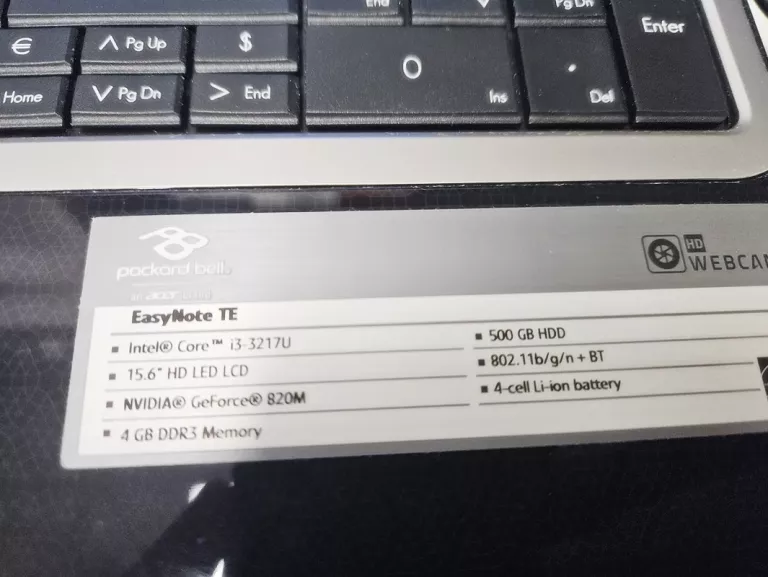 End
Pg Dn
Enter
€
Pg Up
$
0
Ins
.
Del
Home
Pg Dn
> End
packard bell®
HD
WEBCAM
EasyNote TE
Intel® Core™ i3-3217U
15.6" HD LED LCD
NVIDIA® GeForce® 820M
4 GB DDR3 Memory
500 GB HDD
802.11b/g/n + BT
4-cell Li-ion battery